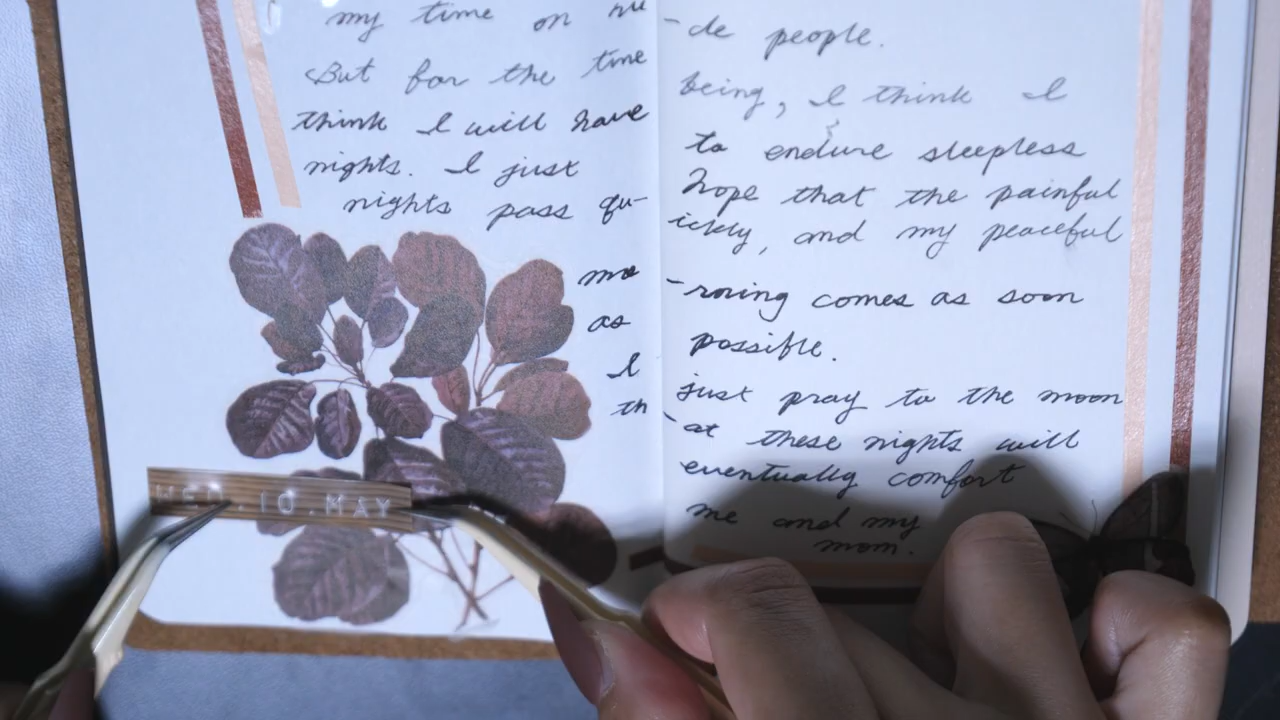 my time on ru-de people.
But for the time being, I think I
think I will have to endure sleepless
nights. I just hope that the painful
nights pass qu-ickly, and my peaceful
mo-rning comes as soon
as possible.
I just pray to the moon
th-at these nights will
eventually comfort
me and my
mom.
WED.10.MAY